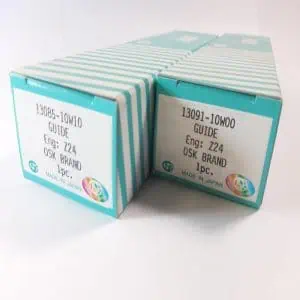 13085-10W10
GUIDE
Eng: Z24
OSK BRAND
1pc.
MADE IN JAPAN
13091-10W00
GUIDE
Eng: Z24
OSK BRAND
1pc.
MADE IN JAPAN